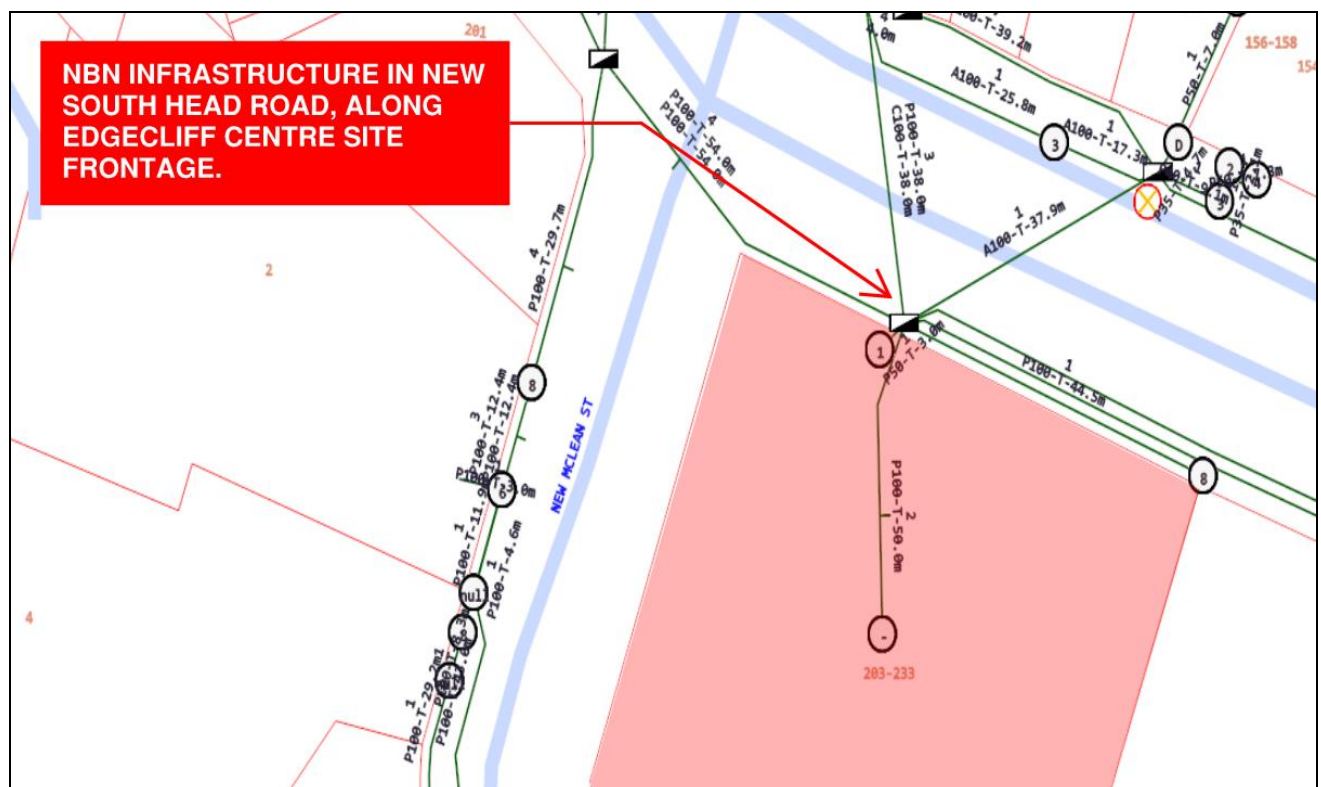 201
NBN INFRASTRUCTURE IN NEW
SOUTH HEAD ROAD, ALONG
EDGECLIFF CENTRE SITE
FRONTAGE.
156-158
1
P50-T-7.0m
1
A100-T-25.8m
1
A100-T-17.3m
3
D
2
4
P100-T-54.0m
P100-T-54.0m
3
P100-T-38.0m
C100-T-38.0m
1
A100-T-37.9m
4
P100-T-29.7m
2
1
P50-T-3.0m
1
P100-T-44.5m
8
8
3
P100-T-12.4m
P100-T-12.4m
6
NEW MCLEAN ST
2
P100-T-50.0m
1
P100-T-4.6m
4
-
203-233
1